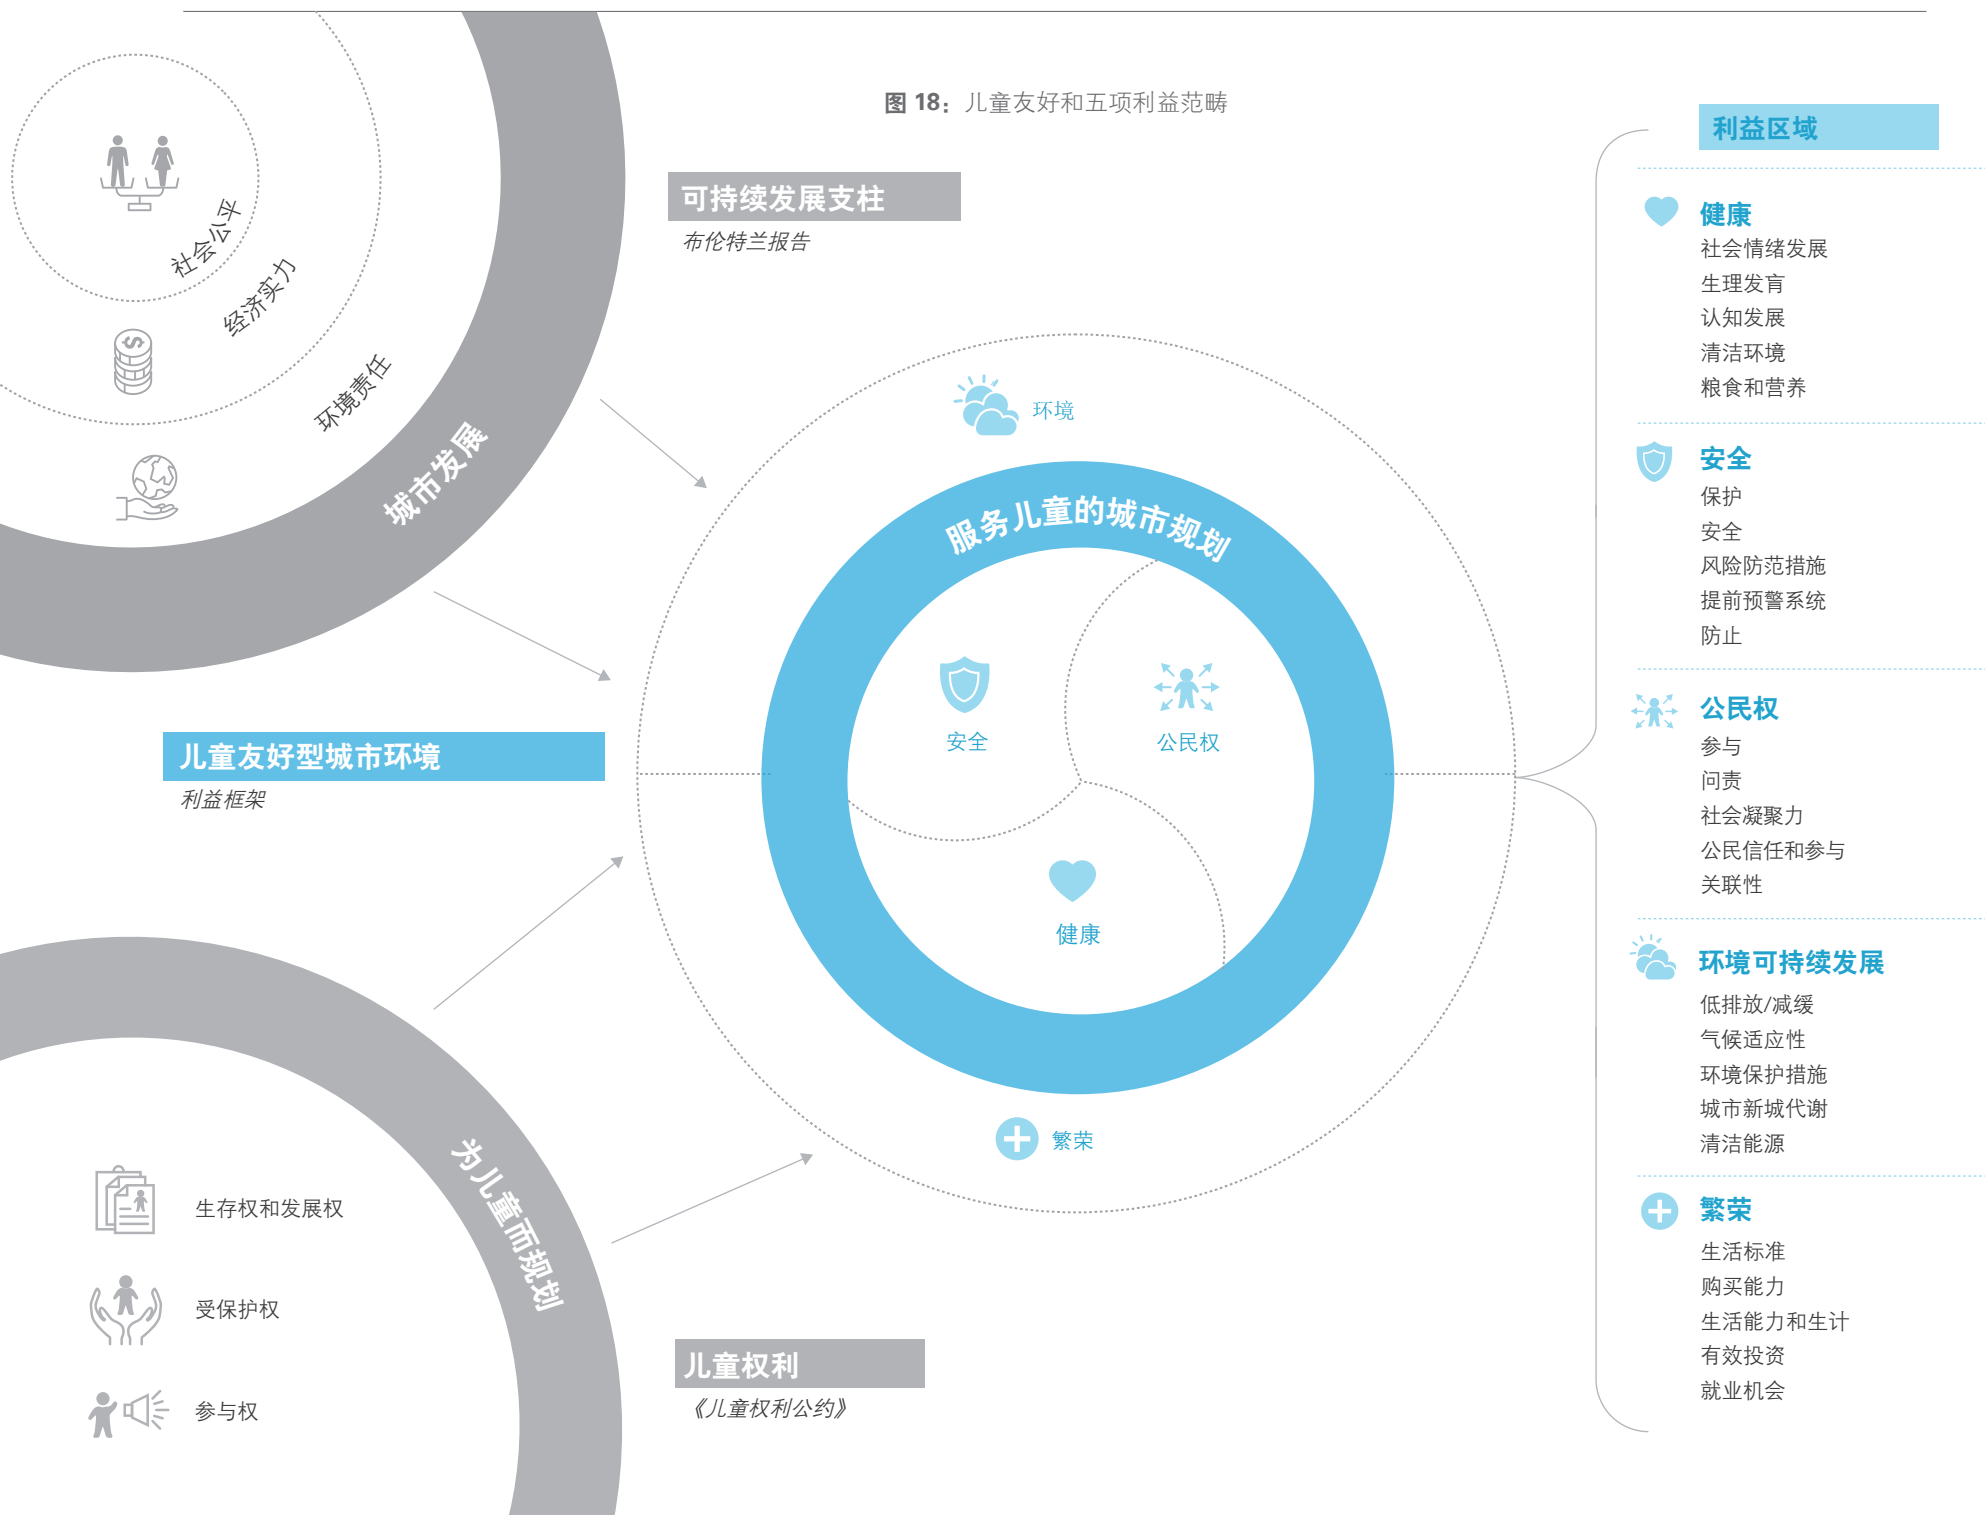 图 18：儿童友好和五项利益范畴
社会公平
经济实力
环境责任
城市发展
可持续发展支柱
布伦特兰报告
儿童友好型城市环境
利益框架
为儿童而规划
生存权和发展权
受保护权
参与权
儿童权利
《儿童权利公约》
环境
服务儿童的城市规划
安全
公民权
健康
繁荣
利益区域
健康
社会情绪发展
生理发肓
认知发展
清洁环境
粮食和营养
安全
保护
安全
风险防范措施
提前预警系统
防止
公民权
参与
问责
社会凝聚力
公民信任和参与
关联性
环境可持续发展
低排放/减缓
气候适应性
环境保护措施
城市新城代谢
清洁能源
繁荣
生活标准
购买能力
生活能力和生计
有效投资
就业机会